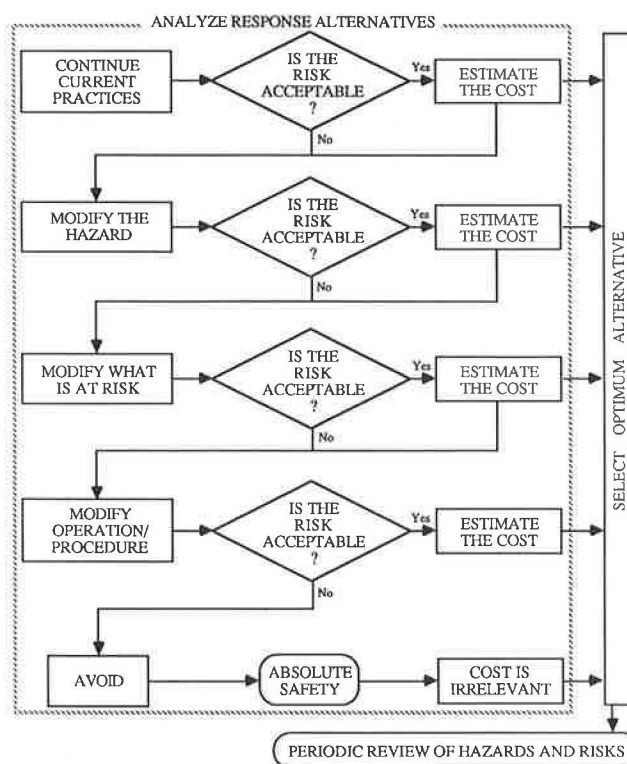 ANALYZE RESPONSE ALTERNATIVES
CONTINUE
CURRENT
PRACTICES
IS THE
RISK
ACCEPTABLE
?
Yes
No
ESTIMATE
THE COST
MODIFY THE
HAZARD
IS THE
RISK
ACCEPTABLE
?
Yes
No
ESTIMATE
THE COST
MODIFY WHAT
IS AT RISK
IS THE
RISK
ACCEPTABLE
?
Yes
No
ESTIMATE
THE COST
MODIFY
OPERATION/
PROCEDURE
IS THE
RISK
ACCEPTABLE
?
Yes
No
ESTIMATE
THE COST
AVOID
ABSOLUTE
SAFETY
COST IS
IRRELEVANT
SELECT OPTIMUM ALTERNATIVE
PERIODIC REVIEW OF HAZARDS AND RISKS